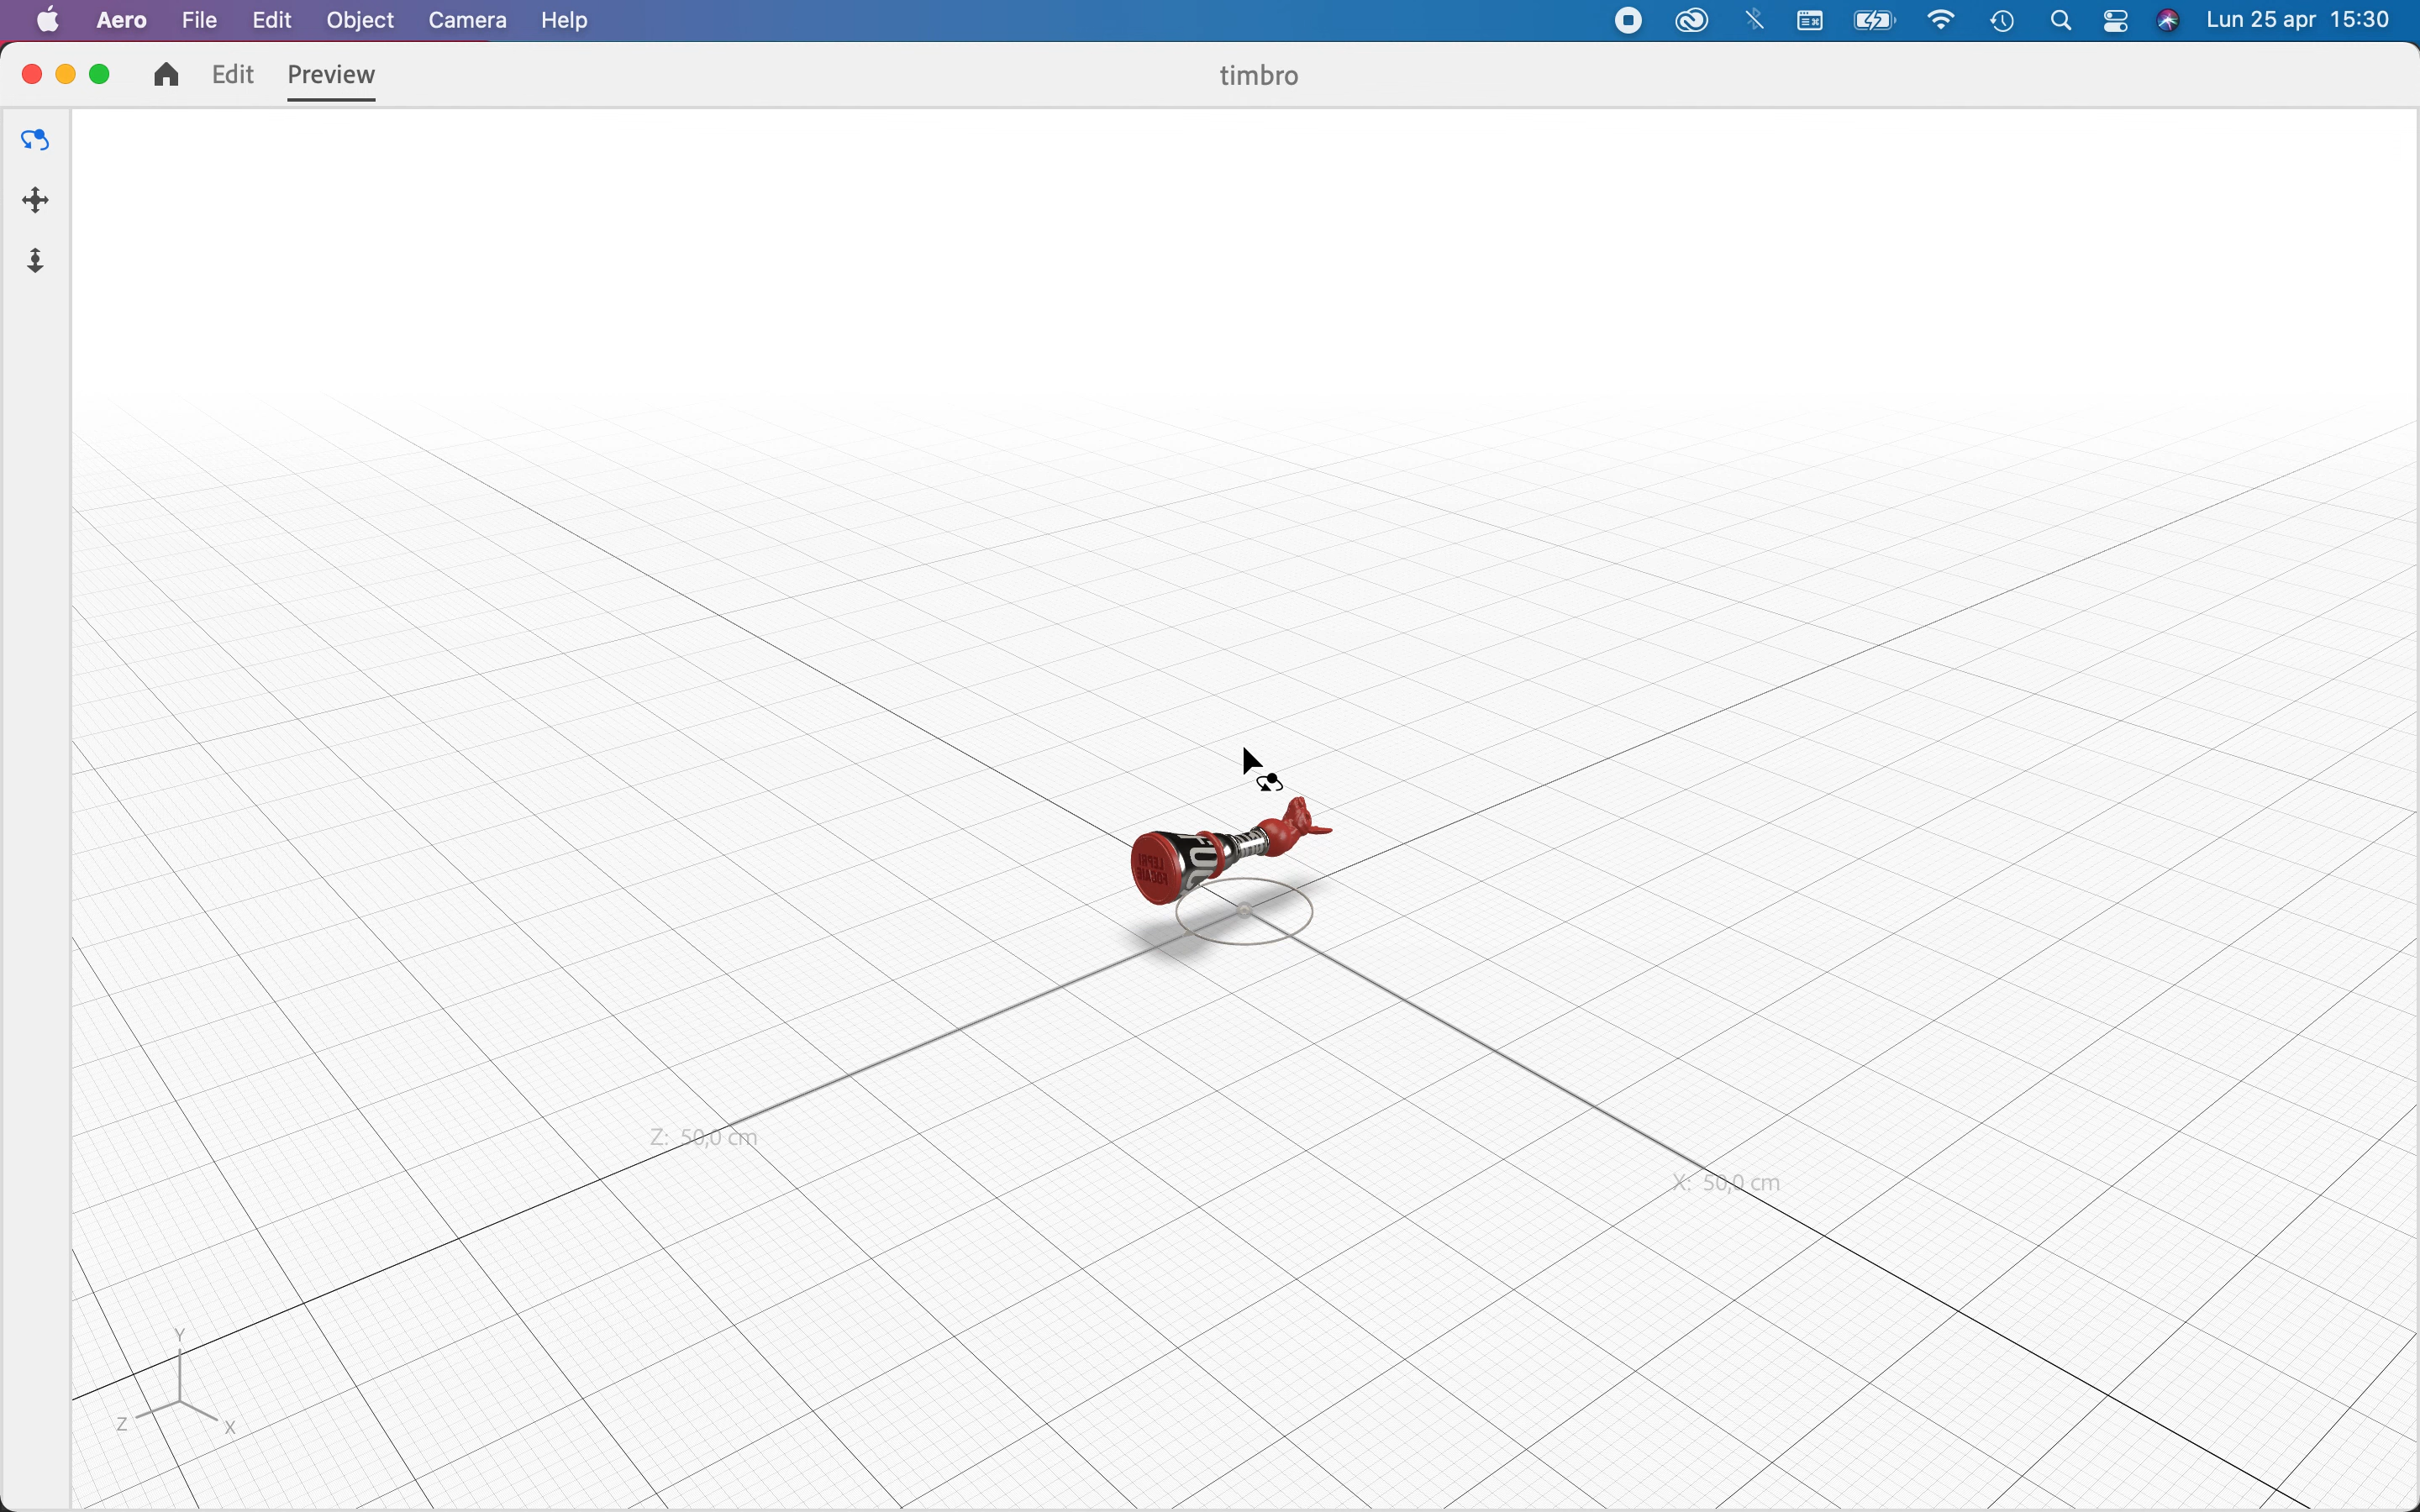 Aero File Edit Object Camera Help Lun 25 apr 15:30
Edit Preview timbro
Z: 50,0 cm
X: 50,0 cm
Y
Z
X